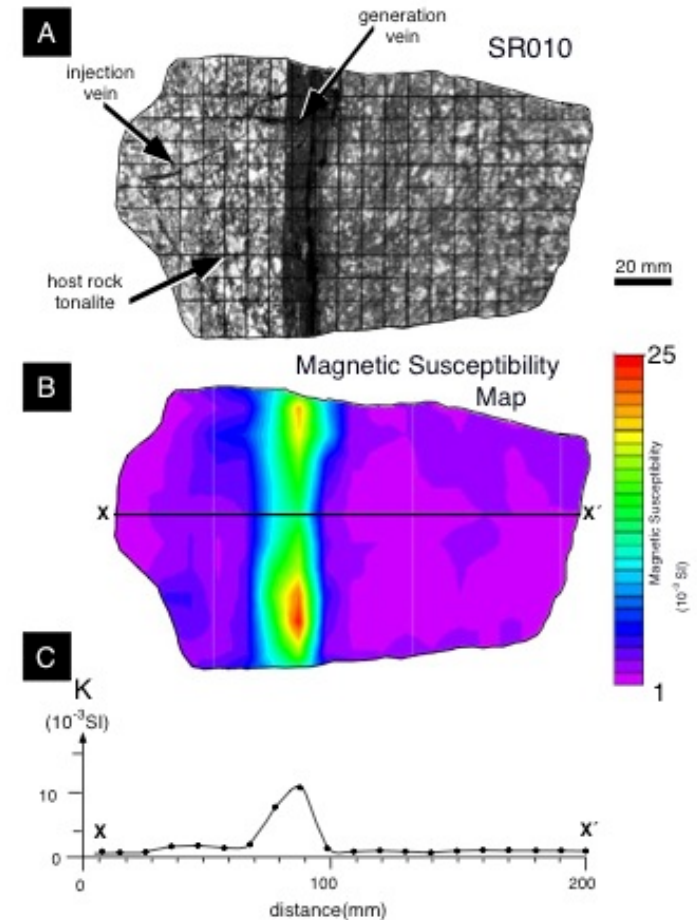 A
generation
vein
SR010
injection
vein
host rock
tonalite
20 mm
B
Magnetic Susceptibility
Map
25
X
X´
Magnetic Susceptibility
(10⁻³ SI)
1
C
K
(10⁻³SI)
10
X
X´
0
0
100
200
distance(mm)